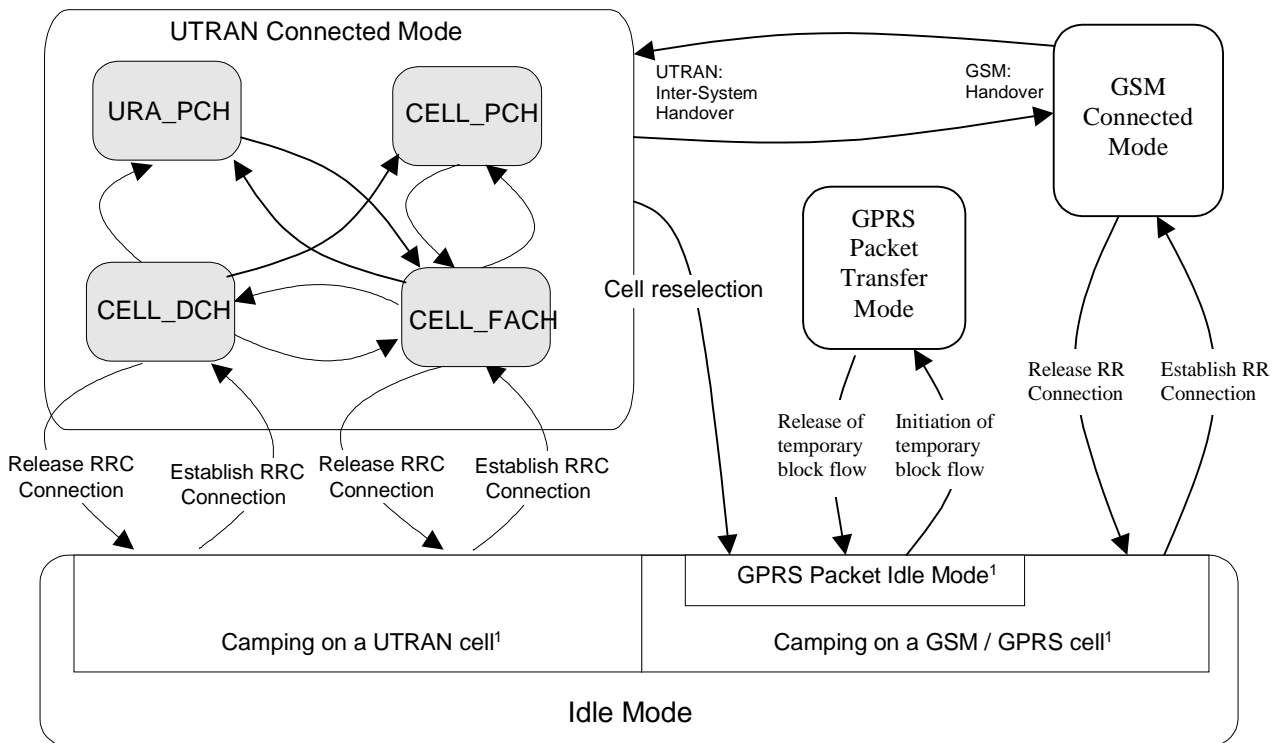 UTRAN Connected Mode
URA_PCH
CELL_PCH
CELL_DCH
CELL_FACH
UTRAN:
Inter-System
Handover
GSM:
Handover
GSM
Connected
Mode
GPRS
Packet
Transfer
Mode
Cell reselection
Release RR
Connection
Establish RR
Connection
Release of
temporary
block flow
Initiation of
temporary
block flow
Release RRC
Connection
Establish RRC
Connection
Release RRC
Connection
Establish RRC
Connection
GPRS Packet Idle Mode¹
Camping on a UTRAN cell¹
Camping on a GSM / GPRS cell¹
Idle Mode